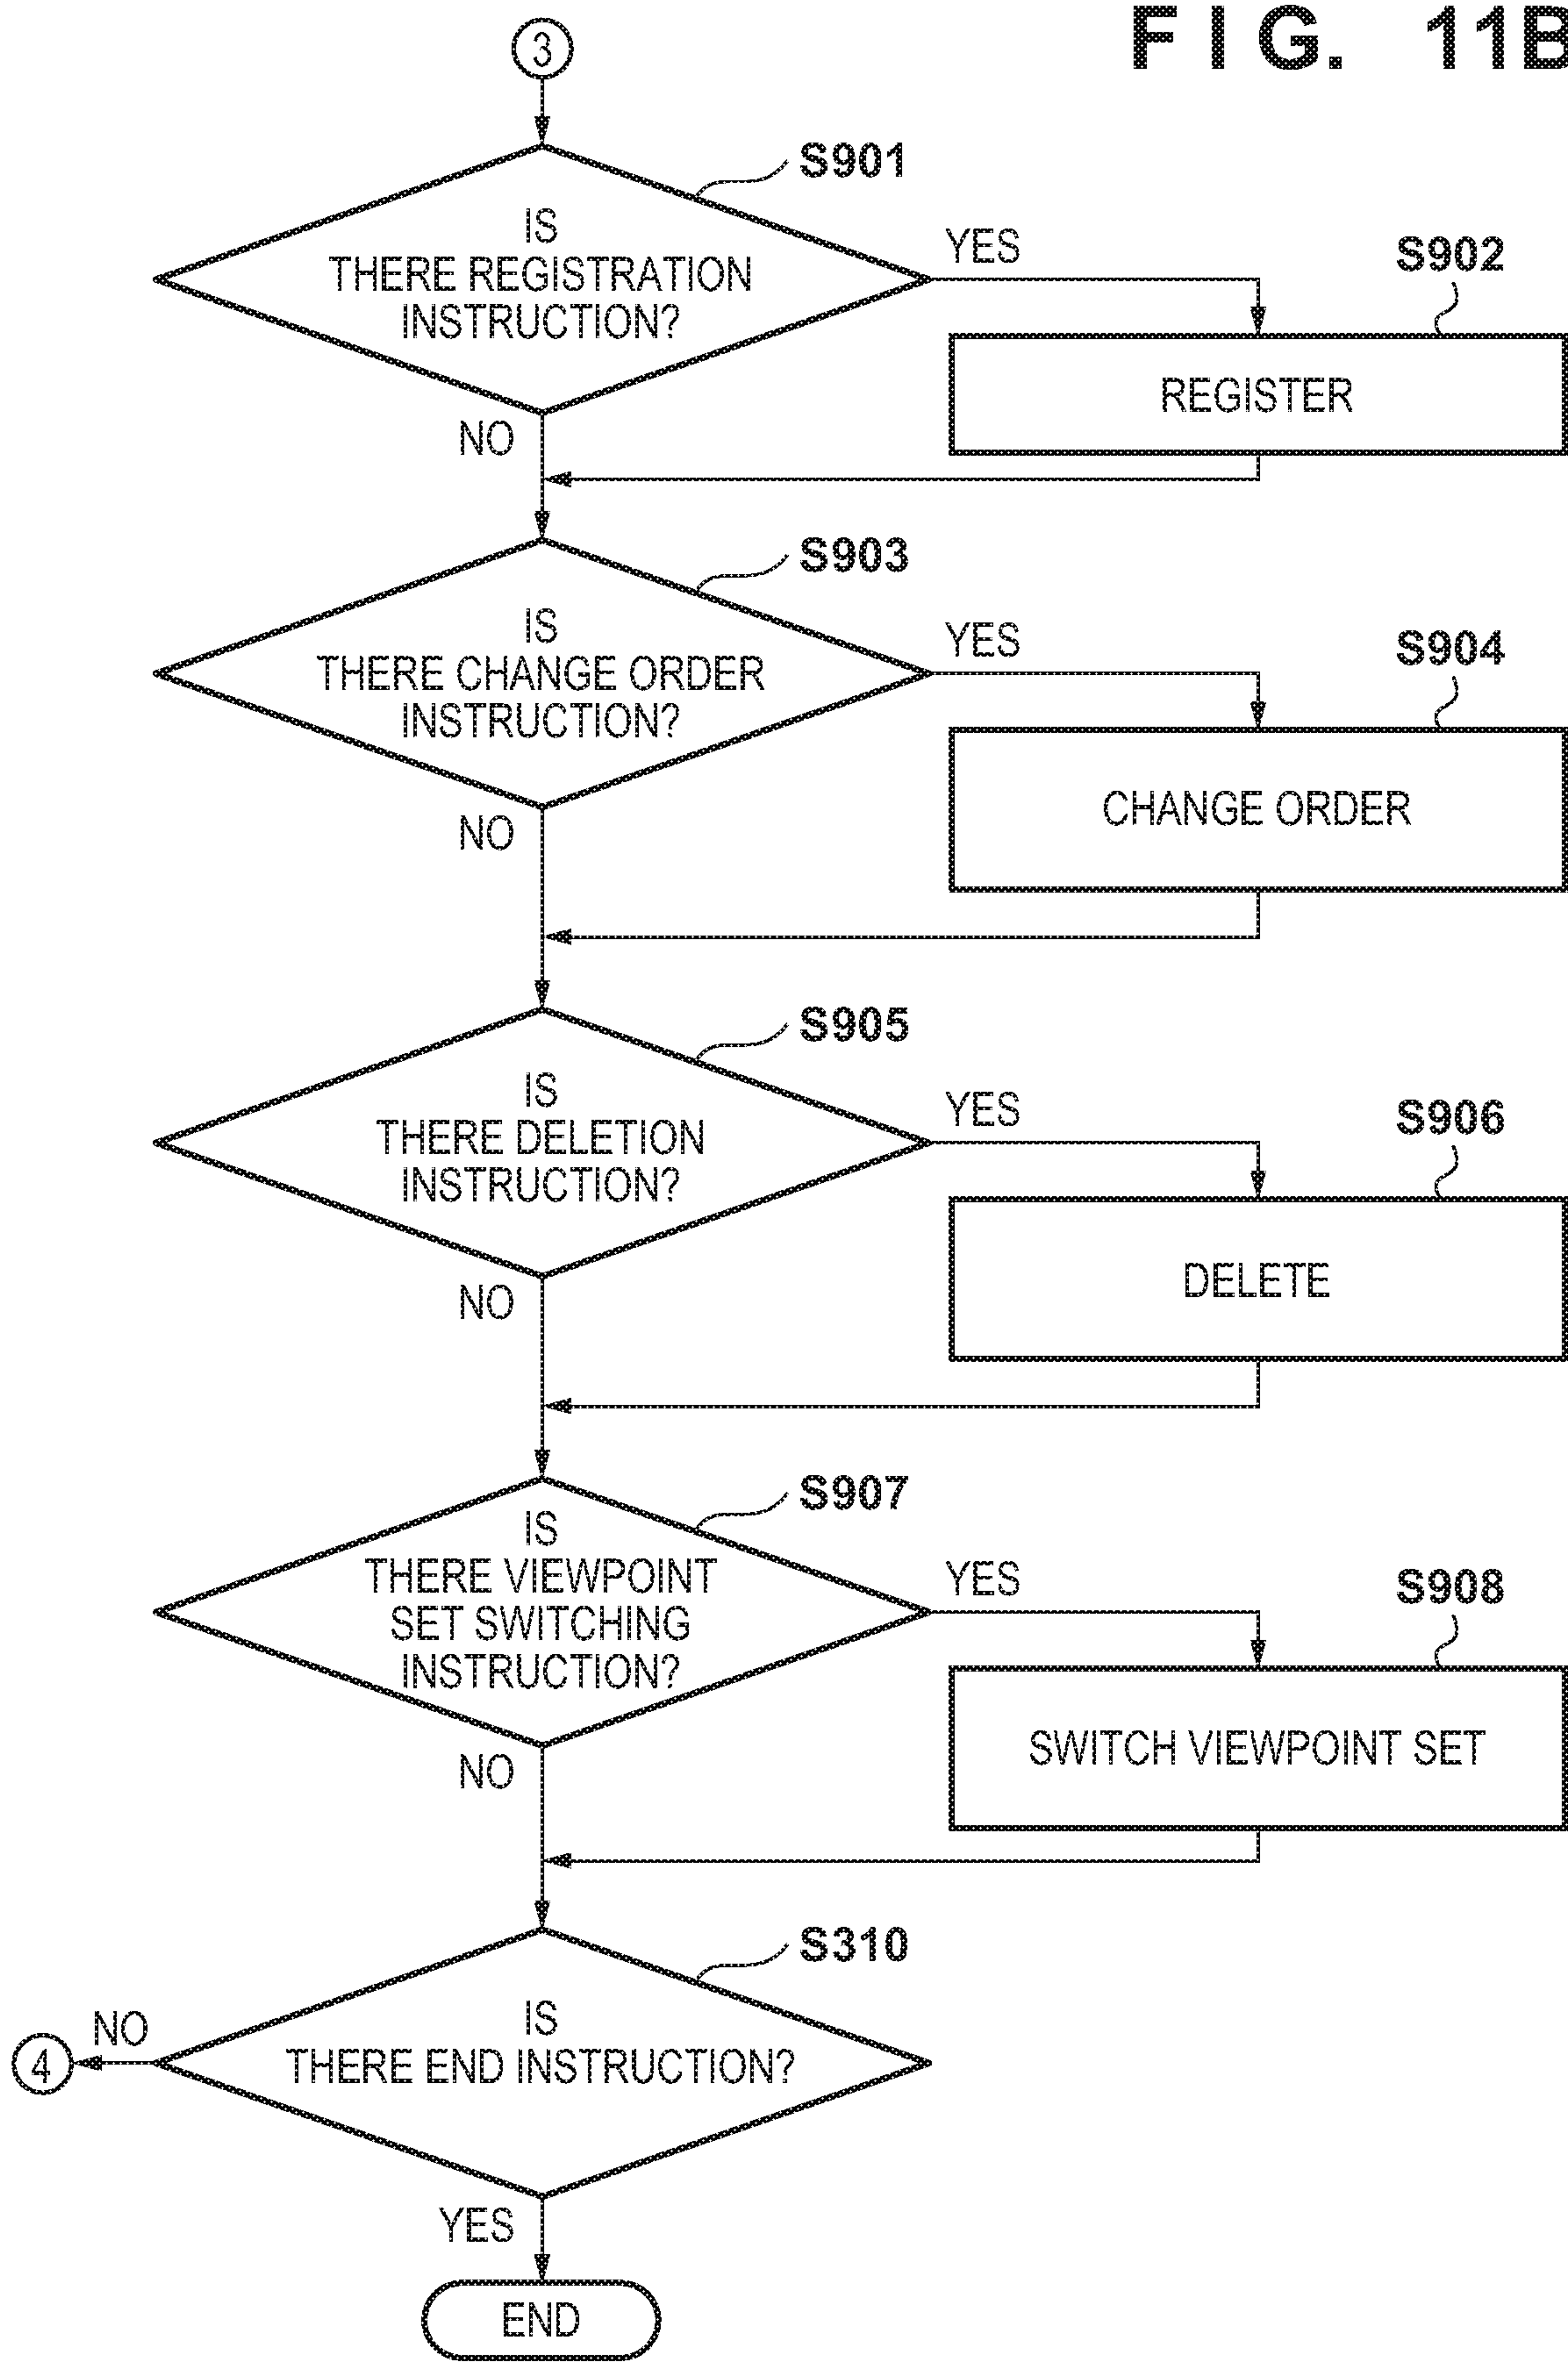 FIG. 11B
3
S901
IS
THERE REGISTRATION
INSTRUCTION?
YES
S902
REGISTER
NO
S903
IS
THERE CHANGE ORDER
INSTRUCTION?
YES
S904
CHANGE ORDER
NO
S905
IS
THERE DELETION
INSTRUCTION?
YES
S906
DELETE
NO
S907
IS
THERE VIEWPOINT
SET SWITCHING
INSTRUCTION?
YES
S908
SWITCH VIEWPOINT SET
NO
S310
IS
THERE END INSTRUCTION?
NO
4
YES
END